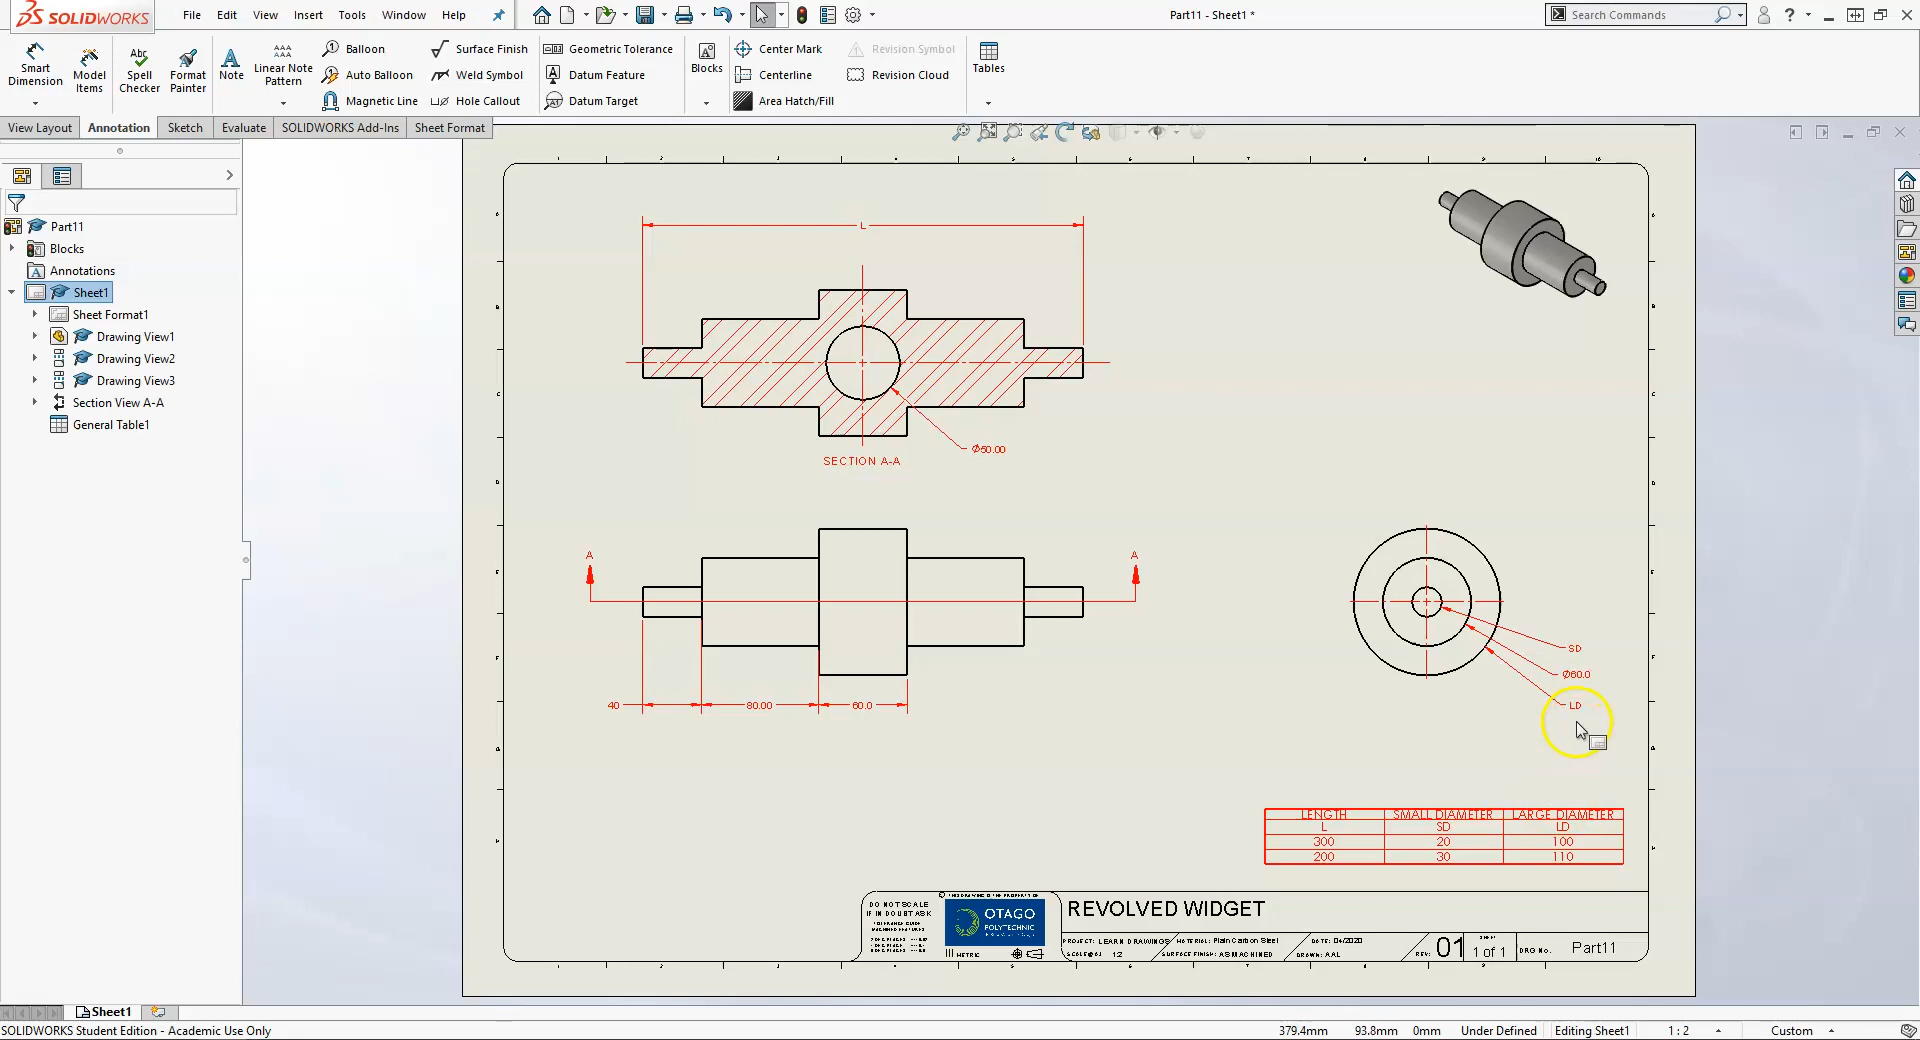 SOLIDWORKS
File Edit View Insert Tools Window Help
Part11 - Sheet1 *
Search Commands
Smart Dimension
Model Items
Spell Checker
Format Painter
Note
Linear Note Pattern
Balloon
Auto Balloon
Magnetic Line
Surface Finish
Weld Symbol
Hole Callout
Geometric Tolerance
Datum Feature
Datum Target
Blocks
Center Mark
Centerline
Area Hatch/Fill
Revision Symbol
Revision Cloud
Tables
View Layout Annotation Sketch Evaluate SOLIDWORKS Add-Ins Sheet Format
Part11
Blocks
Annotations
Sheet1
Sheet Format1
Drawing View1
Drawing View2
Drawing View3
Section View A-A
General Table1
L
Ø50.00
SECTION A-A
A A
40 80.00 60.0
SD
Ø60.0
LD
LENGTH SMALL DIAMETER LARGE DIAMETER
L SD LD
300 20 100
200 30 110
DO NOT SCALE
IF IN DOUBT ASK
OTAGO
POLYTECHNIC
METRIC
REVOLVED WIDGET
PROJECT: LEARN DRAWINGS MATERIAL: Plain Carbon Steel DATE: 04/2020
1:2 SURFACE FINISH: AS MACHINED DRAWN: AAL
REV: 01
SHEET
1 of 1
DRG No. Part11
Sheet1
SOLIDWORKS Student Edition - Academic Use Only
379.4mm 93.8mm 0mm Under Defined Editing Sheet1 1 : 2 Custom